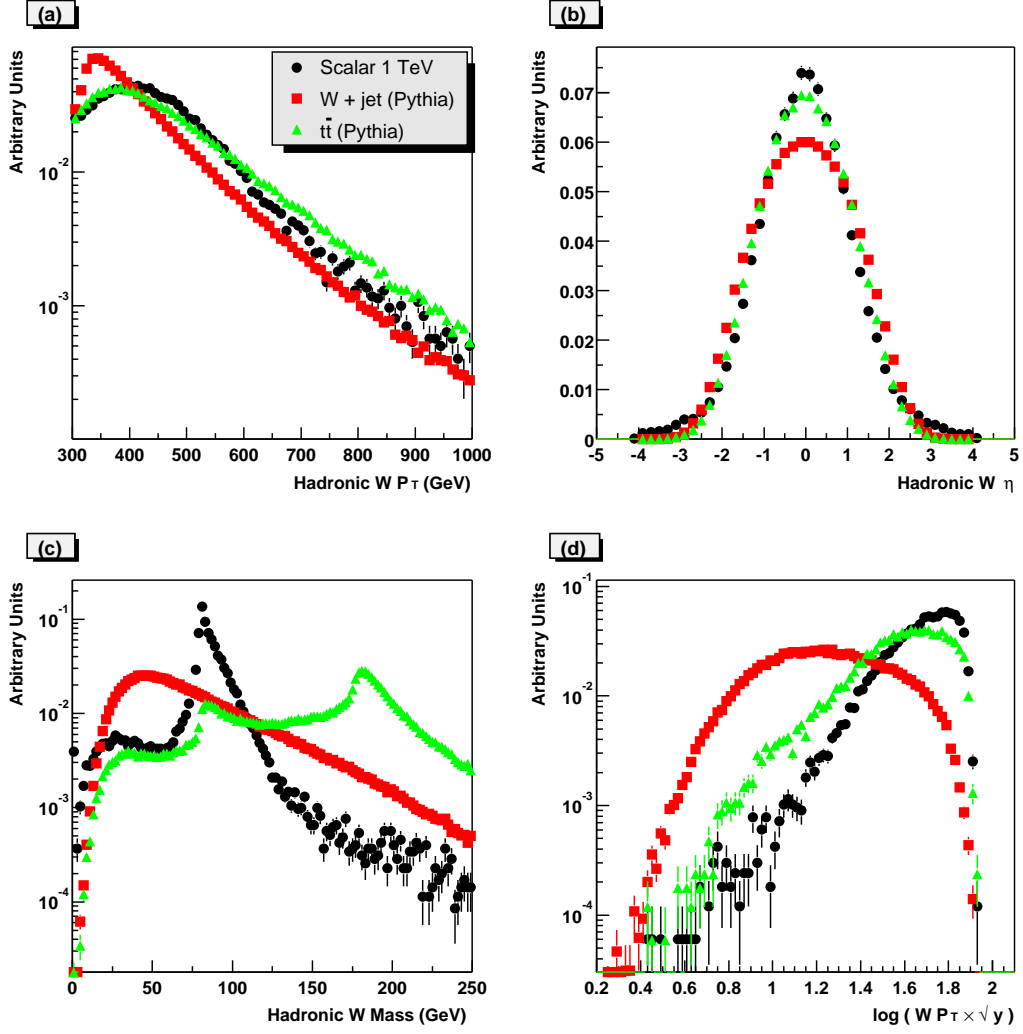 (a)
Arbitrary Units
10⁻²
10⁻³
Scalar 1 TeV
W + jet (Pythia)
tt̄ (Pythia)
300 400 500 600 700 800 900 1000
Hadronic W P_T (GeV)
(b)
Arbitrary Units
0.07
0.06
0.05
0.04
0.03
0.02
0.01
0
-5 -4 -3 -2 -1 0 1 2 3 4 5
Hadronic W η
(c)
Arbitrary Units
10⁻¹
10⁻²
10⁻³
10⁻⁴
0 50 100 150 200 250
Hadronic W Mass (GeV)
(d)
Arbitrary Units
10⁻¹
10⁻²
10⁻³
10⁻⁴
0.2 0.4 0.6 0.8 1 1.2 1.4 1.6 1.8 2
log ( W P_T × √ y )